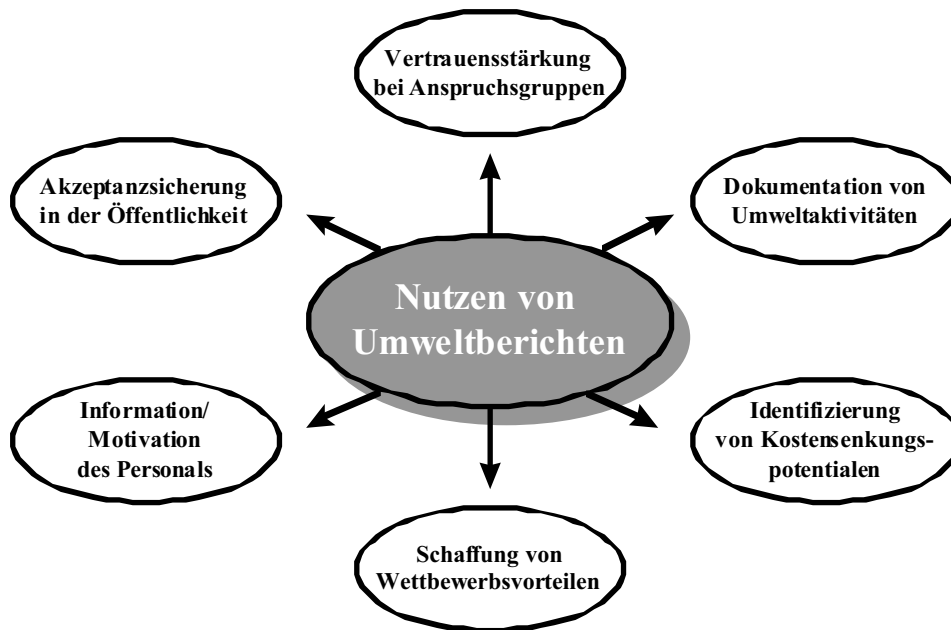 Vertrauensstärkung
bei Anspruchsgruppen
Akzeptanzsicherung
in der Öffentlichkeit
Dokumentation von
Umweltaktivitäten
Nutzen von
Umweltberichten
Information/
Motivation
des Personals
Identifizierung
von Kostensenkungs-
potentialen
Schaffung von
Wettbewerbsvorteilen